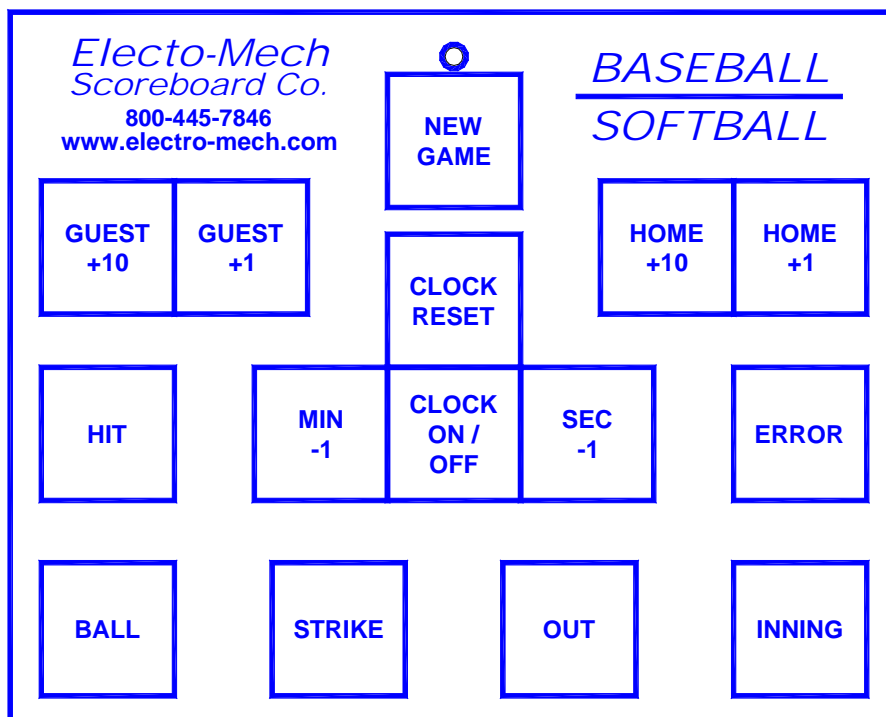 Electo-Mech
Scoreboard Co.
800-445-7846
www.electro-mech.com
BASEBALL
SOFTBALL
NEW
GAME
GUEST
+10
GUEST
+1
HOME
+10
HOME
+1
CLOCK
RESET
HIT
MIN
-1
CLOCK
ON /
OFF
SEC
-1
ERROR
BALL
STRIKE
OUT
INNING